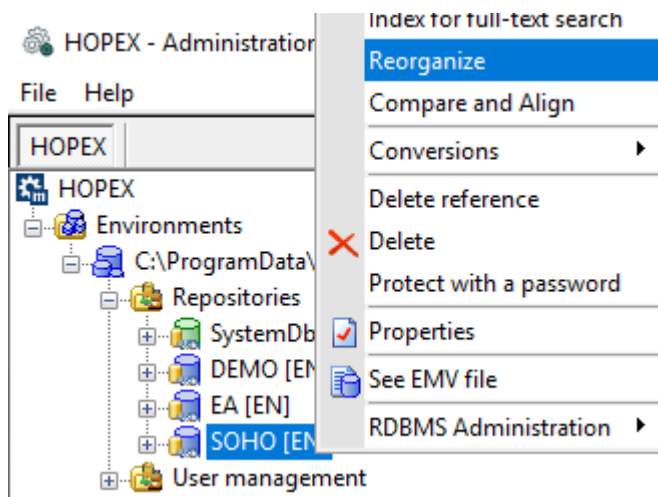 HOPEX - Administration
File Help
HOPEX
HOPEX
Environments
C:\ProgramData\
Repositories
SystemDb
DEMO [EN
EA [EN]
SOHO [EN
User management
Index for full-text search
Reorganize
Compare and Align
Conversions
Delete reference
Delete
Protect with a password
Properties
See EMV file
RDBMS Administration